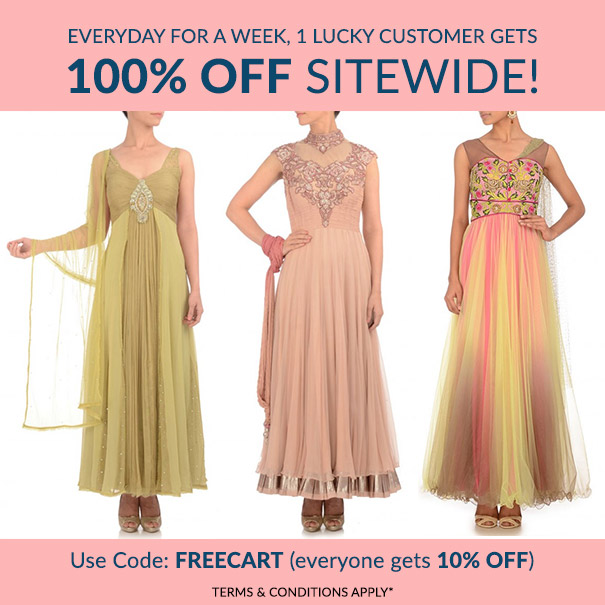 EVERYDAY FOR A WEEK, 1 LUCKY CUSTOMER GETS
100% OFF SITEWIDE!
Use Code: FREECART (everyone gets 10% OFF)
TERMS & CONDITIONS APPLY*